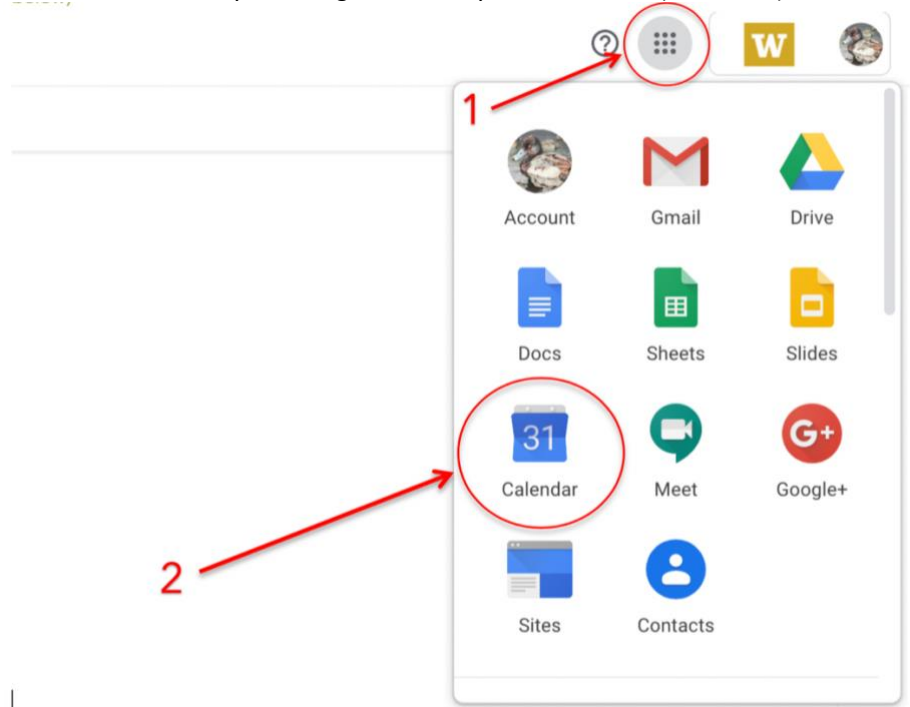 W
1
Account Gmail Drive
Docs Sheets Slides
31 G+
Calendar Meet Google+
2
Sites Contacts